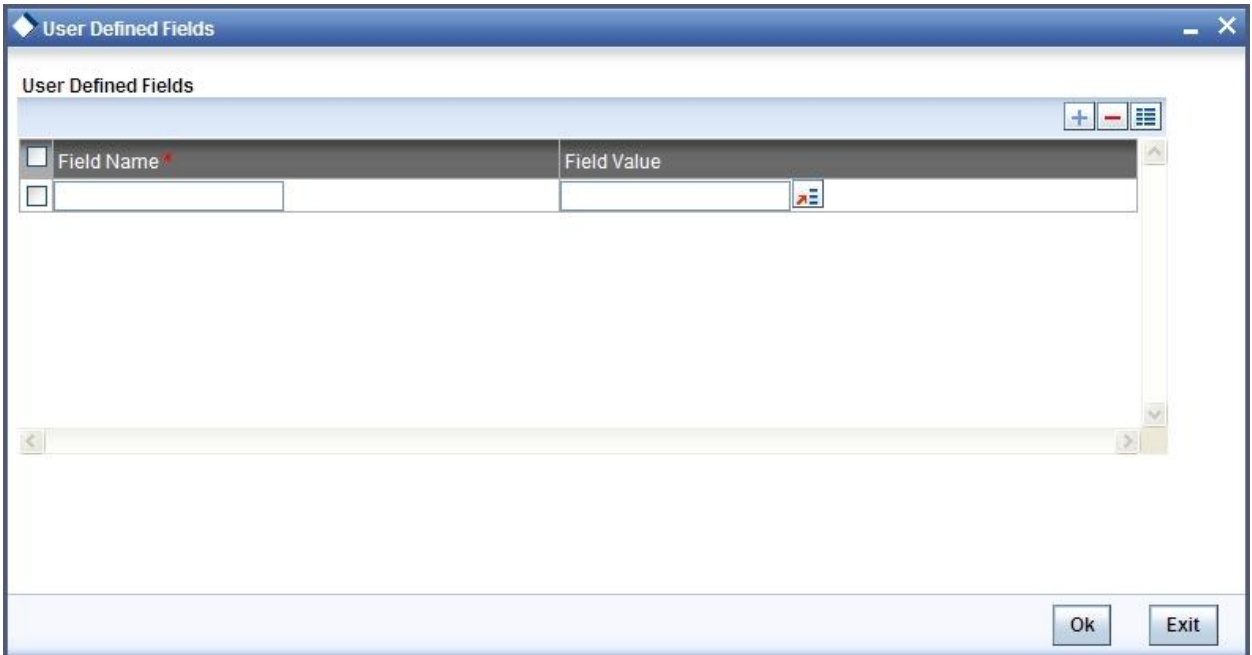 User Defined Fields
User Defined Fields
Field Name *
Field Value
Ok
Exit